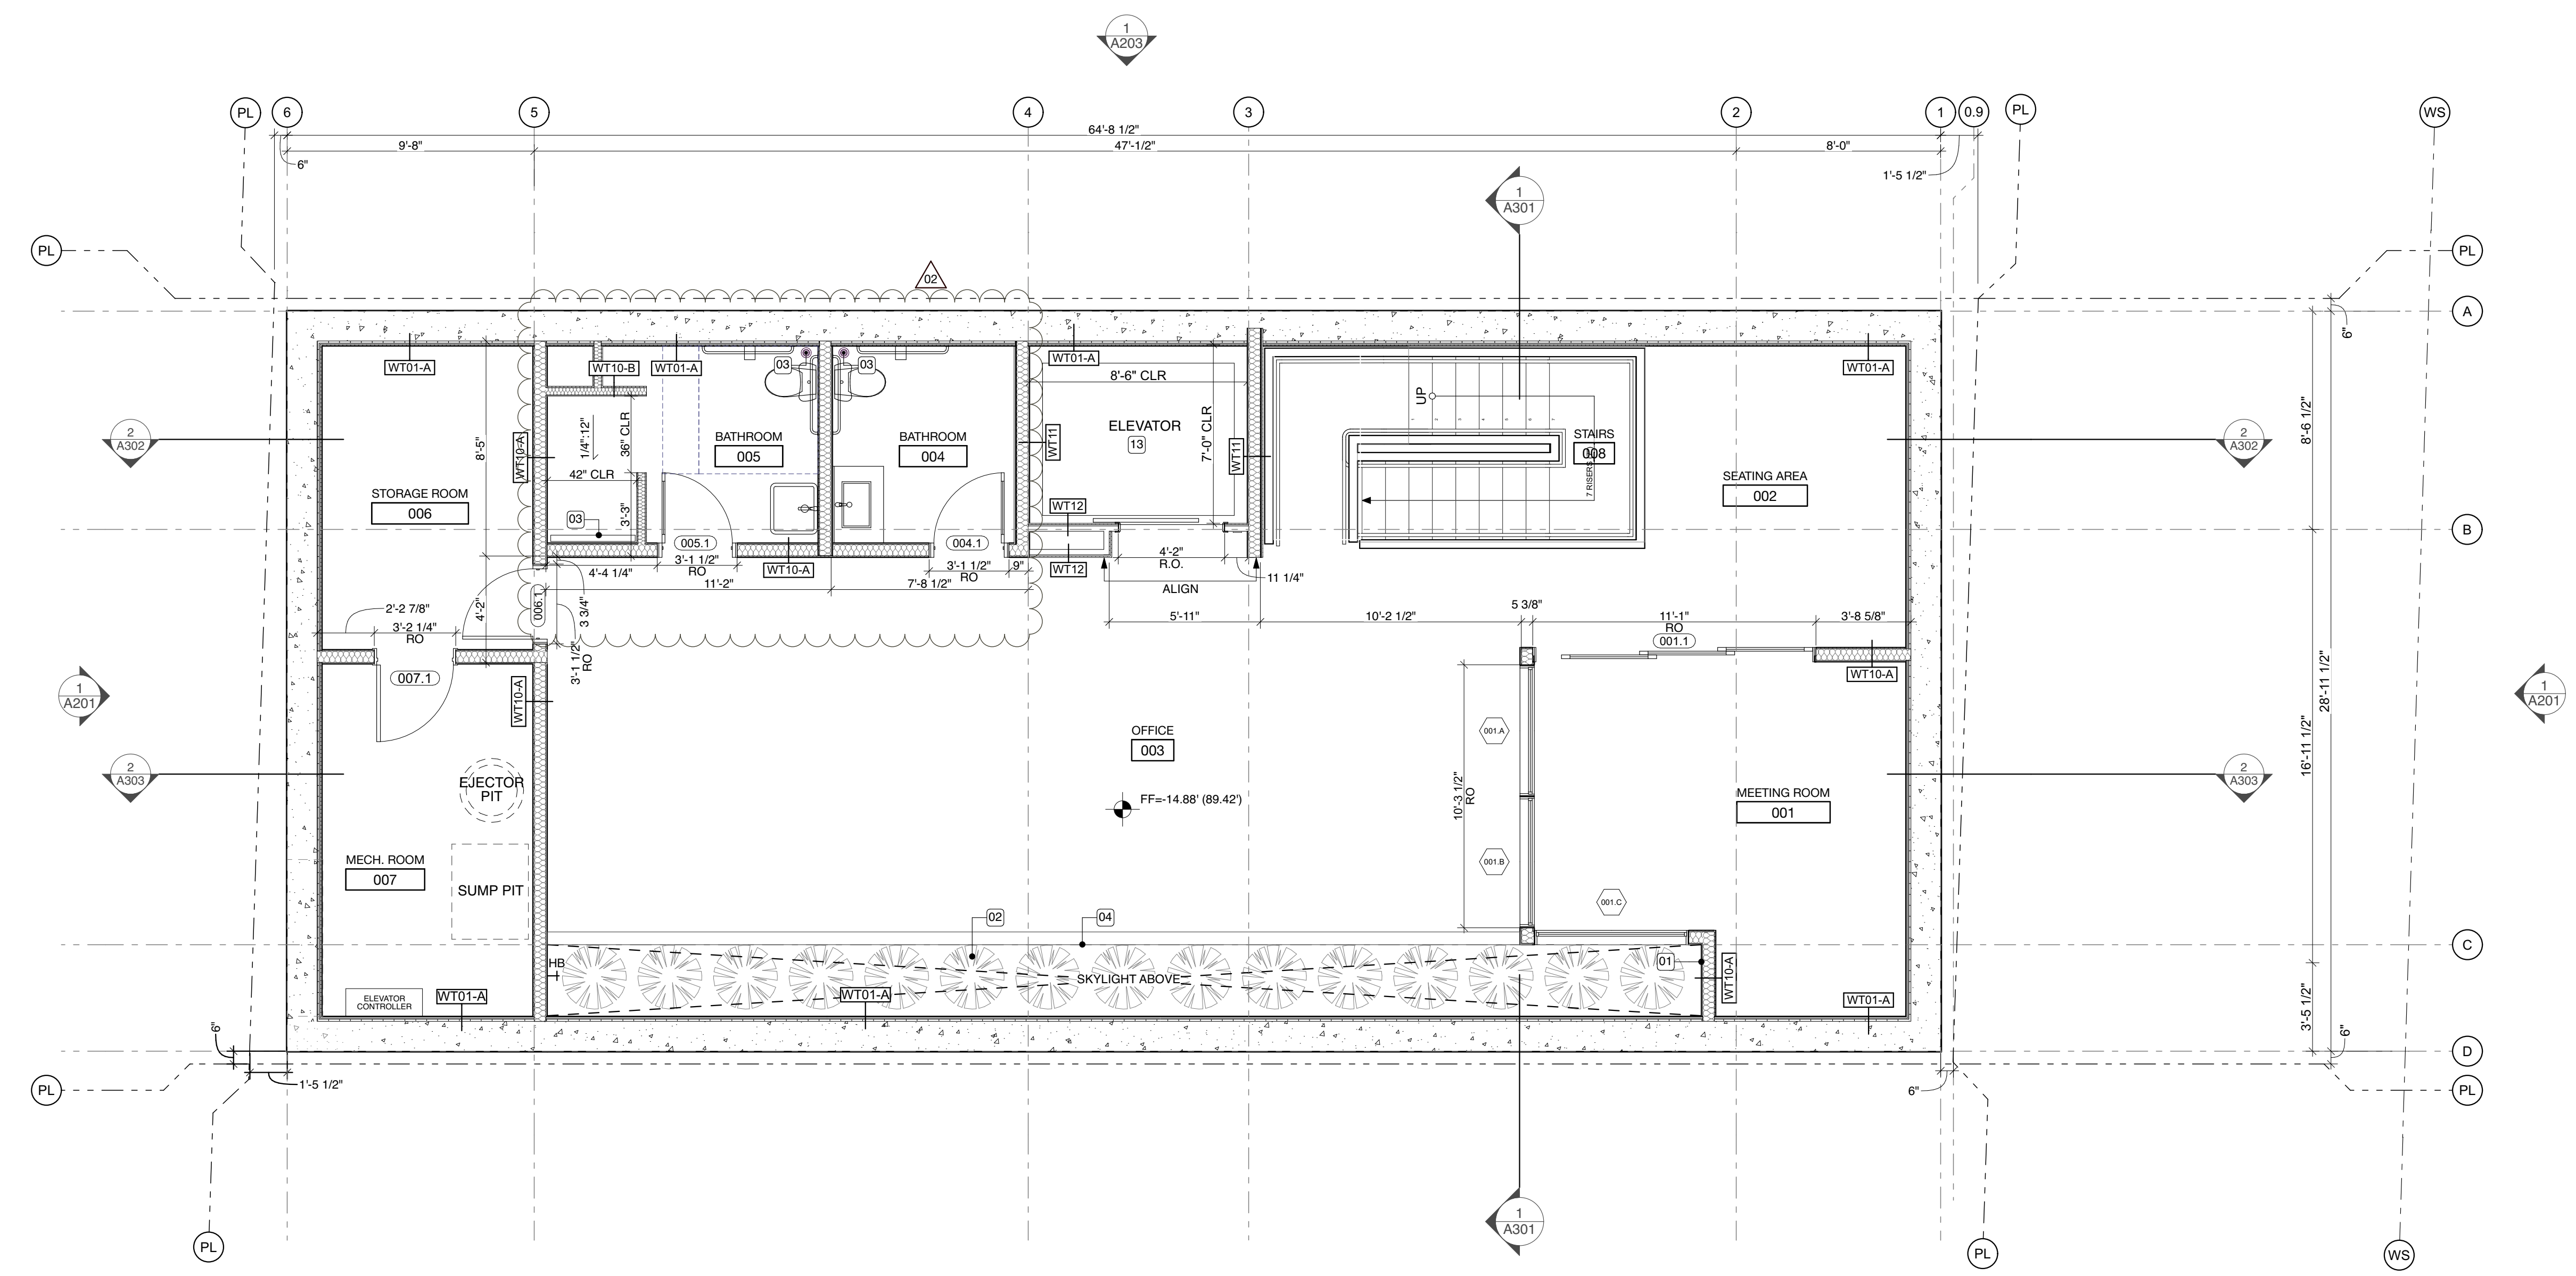 1
A203
PL
6
5
4
3
2
1
0.9
PL
WS
64'-8 1/2"
9'-8"
47'-1/2"
8'-0"
6"
1'-5 1/2"
1
A301
PL
PL
02
A
6"
WT01-A
WT10-B
WT01-A
03
03
WT01-A
8'-6" CLR
WT01-A
UP
1/4":12"
36" CLR
8'-5"
WT10-A
42" CLR
3'-3"
03
BATHROOM
005
BATHROOM
004
WT11
ELEVATOR
13
7'-0" CLR
WT11
STAIRS
008
7 RISERS
SEATING AREA
002
8'-6 1/2"
2
A302
2
A302
STORAGE ROOM
006
WT12
B
005.1
004.1
4'-4 1/4"
3'-1 1/2"
RO
WT10-A
3'-1 1/2"
RO
9"
WT12
4'-2"
R.O.
11'-2"
7'-8 1/2"
11 1/4"
ALIGN
006.1
3 3/4"
4'-2"
3'-1 1/2"
RO
2'-2 7/8"
3'-2 1/4"
RO
5'-11"
10'-2 1/2"
5 3/8"
11'-1"
RO
001.1
3'-8 5/8"
007.1
WT10-A
WT10-A
1
A201
1
A201
28'-11 1/2"
16'-11 1/2"
OFFICE
003
001.A
10'-3 1/2"
RO
FF=-14.88' (89.42')
MEETING ROOM
001
2
A303
2
A303
EJECTOR
PIT
MECH. ROOM
007
SUMP PIT
001.B
001.C
02
04
C
HB
SKYLIGHT ABOVE
01
WT10-A
ELEVATOR
CONTROLLER
WT01-A
WT01-A
WT01-A
3'-5 1/2"
6"
6"
D
1'-5 1/2"
6"
PL
PL
1
A301
PL
PL
WS